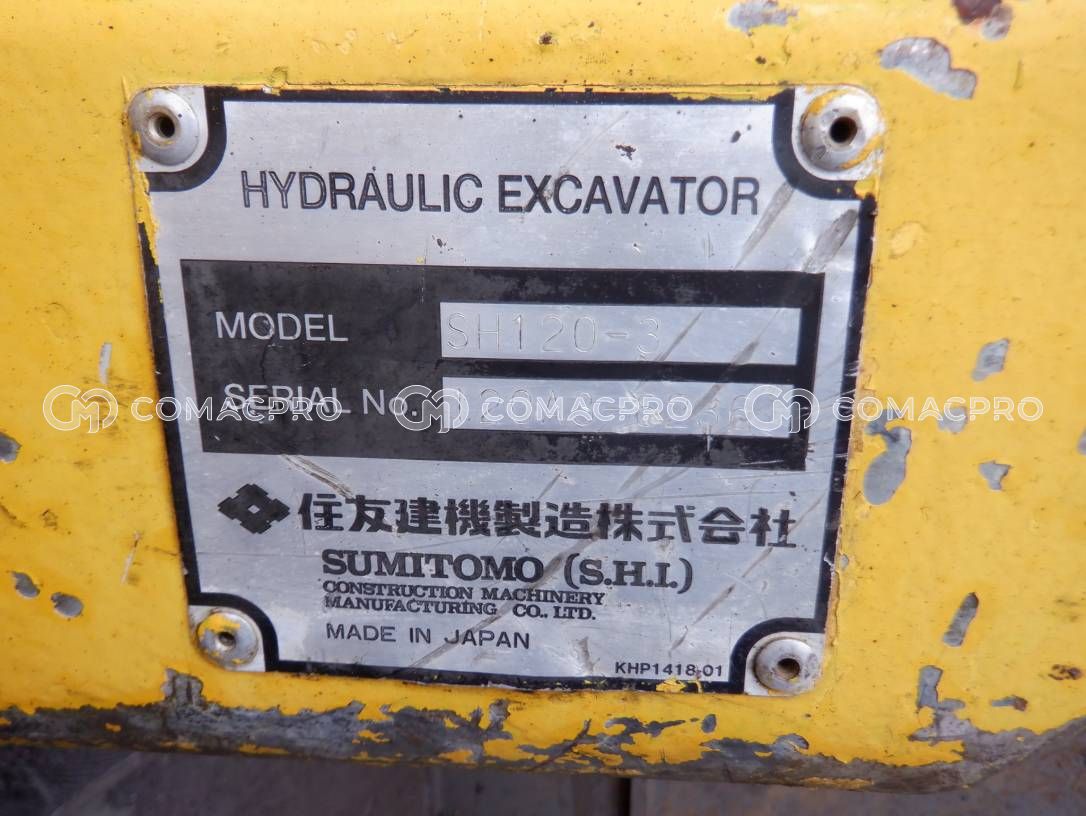 HYDRAULIC EXCAVATOR
MODEL SH120-3
SERIAL No.
COMACPRO COMACPRO COMACPRO
住友建機製造株式会社
SUMITOMO (S.H.I.)
CONSTRUCTION MACHINERY
MANUFACTURING CO. LTD.
MADE IN JAPAN
KHP1418-01